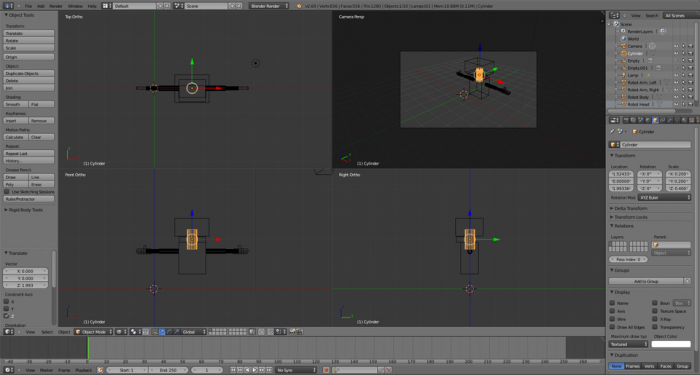 File Render Window Help Default Scene Blender Render
Object Tools
Transform:
Translate
Rotate
Scale
Origin
Object:
Duplicate Objects
Delete
Join
Shading:
Smooth Flat
Keyframes:
Insert Remove
Motion Paths:
Calculate Clear
Repeat:
Repeat Last
History...
Grease Pencil:
Draw Line
Poly Erase
Use Sketching Sessions
Ruler/Protractor
Rigid Body Tools
Translate
Vector
X: 0.000
Y: 0.000
Z: 1.893
Constraint Axis
X
Y
Z
Orientation
Top Ortho
(1) Cylinder
Camera Persp
(1) Cylinder
Front Ortho
(1) Cylinder
Right Ortho
(1) Cylinder
View Select Object Object Mode Global
View Marker Frame Playback Start: 1 End: 250 1 No Sync
View Search All Scenes
Scene
RenderLayers
World
Camera
Cylinder
Empty
Empty.001
Lamp
Robot Arm, Left
Robot Arm, Right
Robot Body
Robot Head
Cylinder
Cylinder
Transform
Location: Rotation: Scale:
Rotation Mod: XYZ Euler
Delta Transform
Transform Locks
Relations
Layers: Parent:
Object
Pass Index: 0
Groups
Add to Group
Display
Name
Axis
Wire
Draw All Edges
Texture Space
X-Ray
Transparency
Maximum draw type: Object Color:
Textured
Duplication
None Frames Verts Faces Group